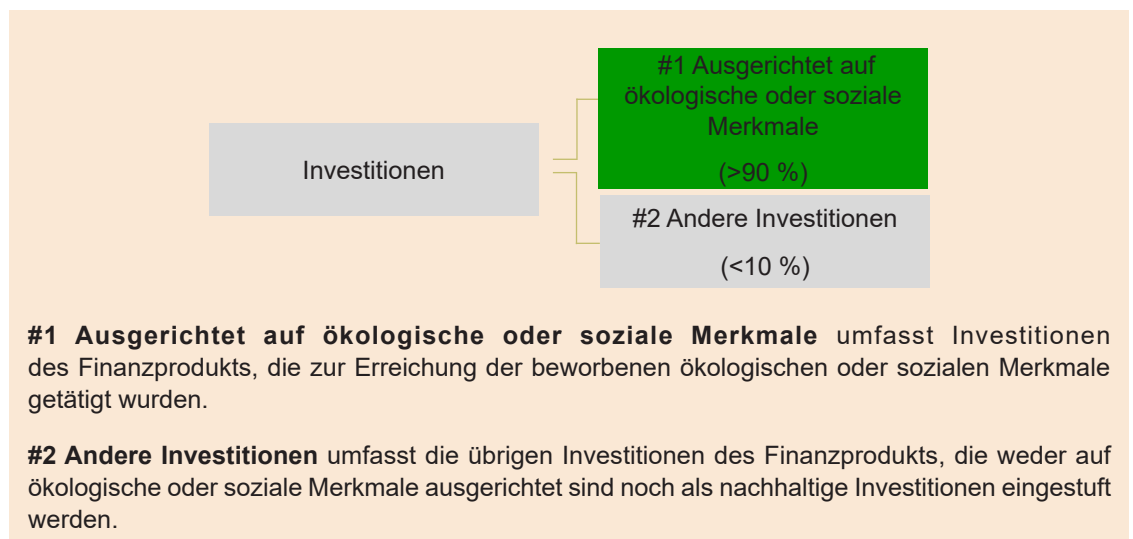 #1 Ausgerichtet auf
ökologische oder soziale
Merkmale
(>90 %)
Investitionen
#2 Andere Investitionen
(<10 %)
#1 Ausgerichtet auf ökologische oder soziale Merkmale umfasst Investitionen
des Finanzprodukts, die zur Erreichung der beworbenen ökologischen oder sozialen Merkmale
getätigt wurden.
#2 Andere Investitionen umfasst die übrigen Investitionen des Finanzprodukts, die weder auf
ökologische oder soziale Merkmale ausgerichtet sind noch als nachhaltige Investitionen eingestuft
werden.